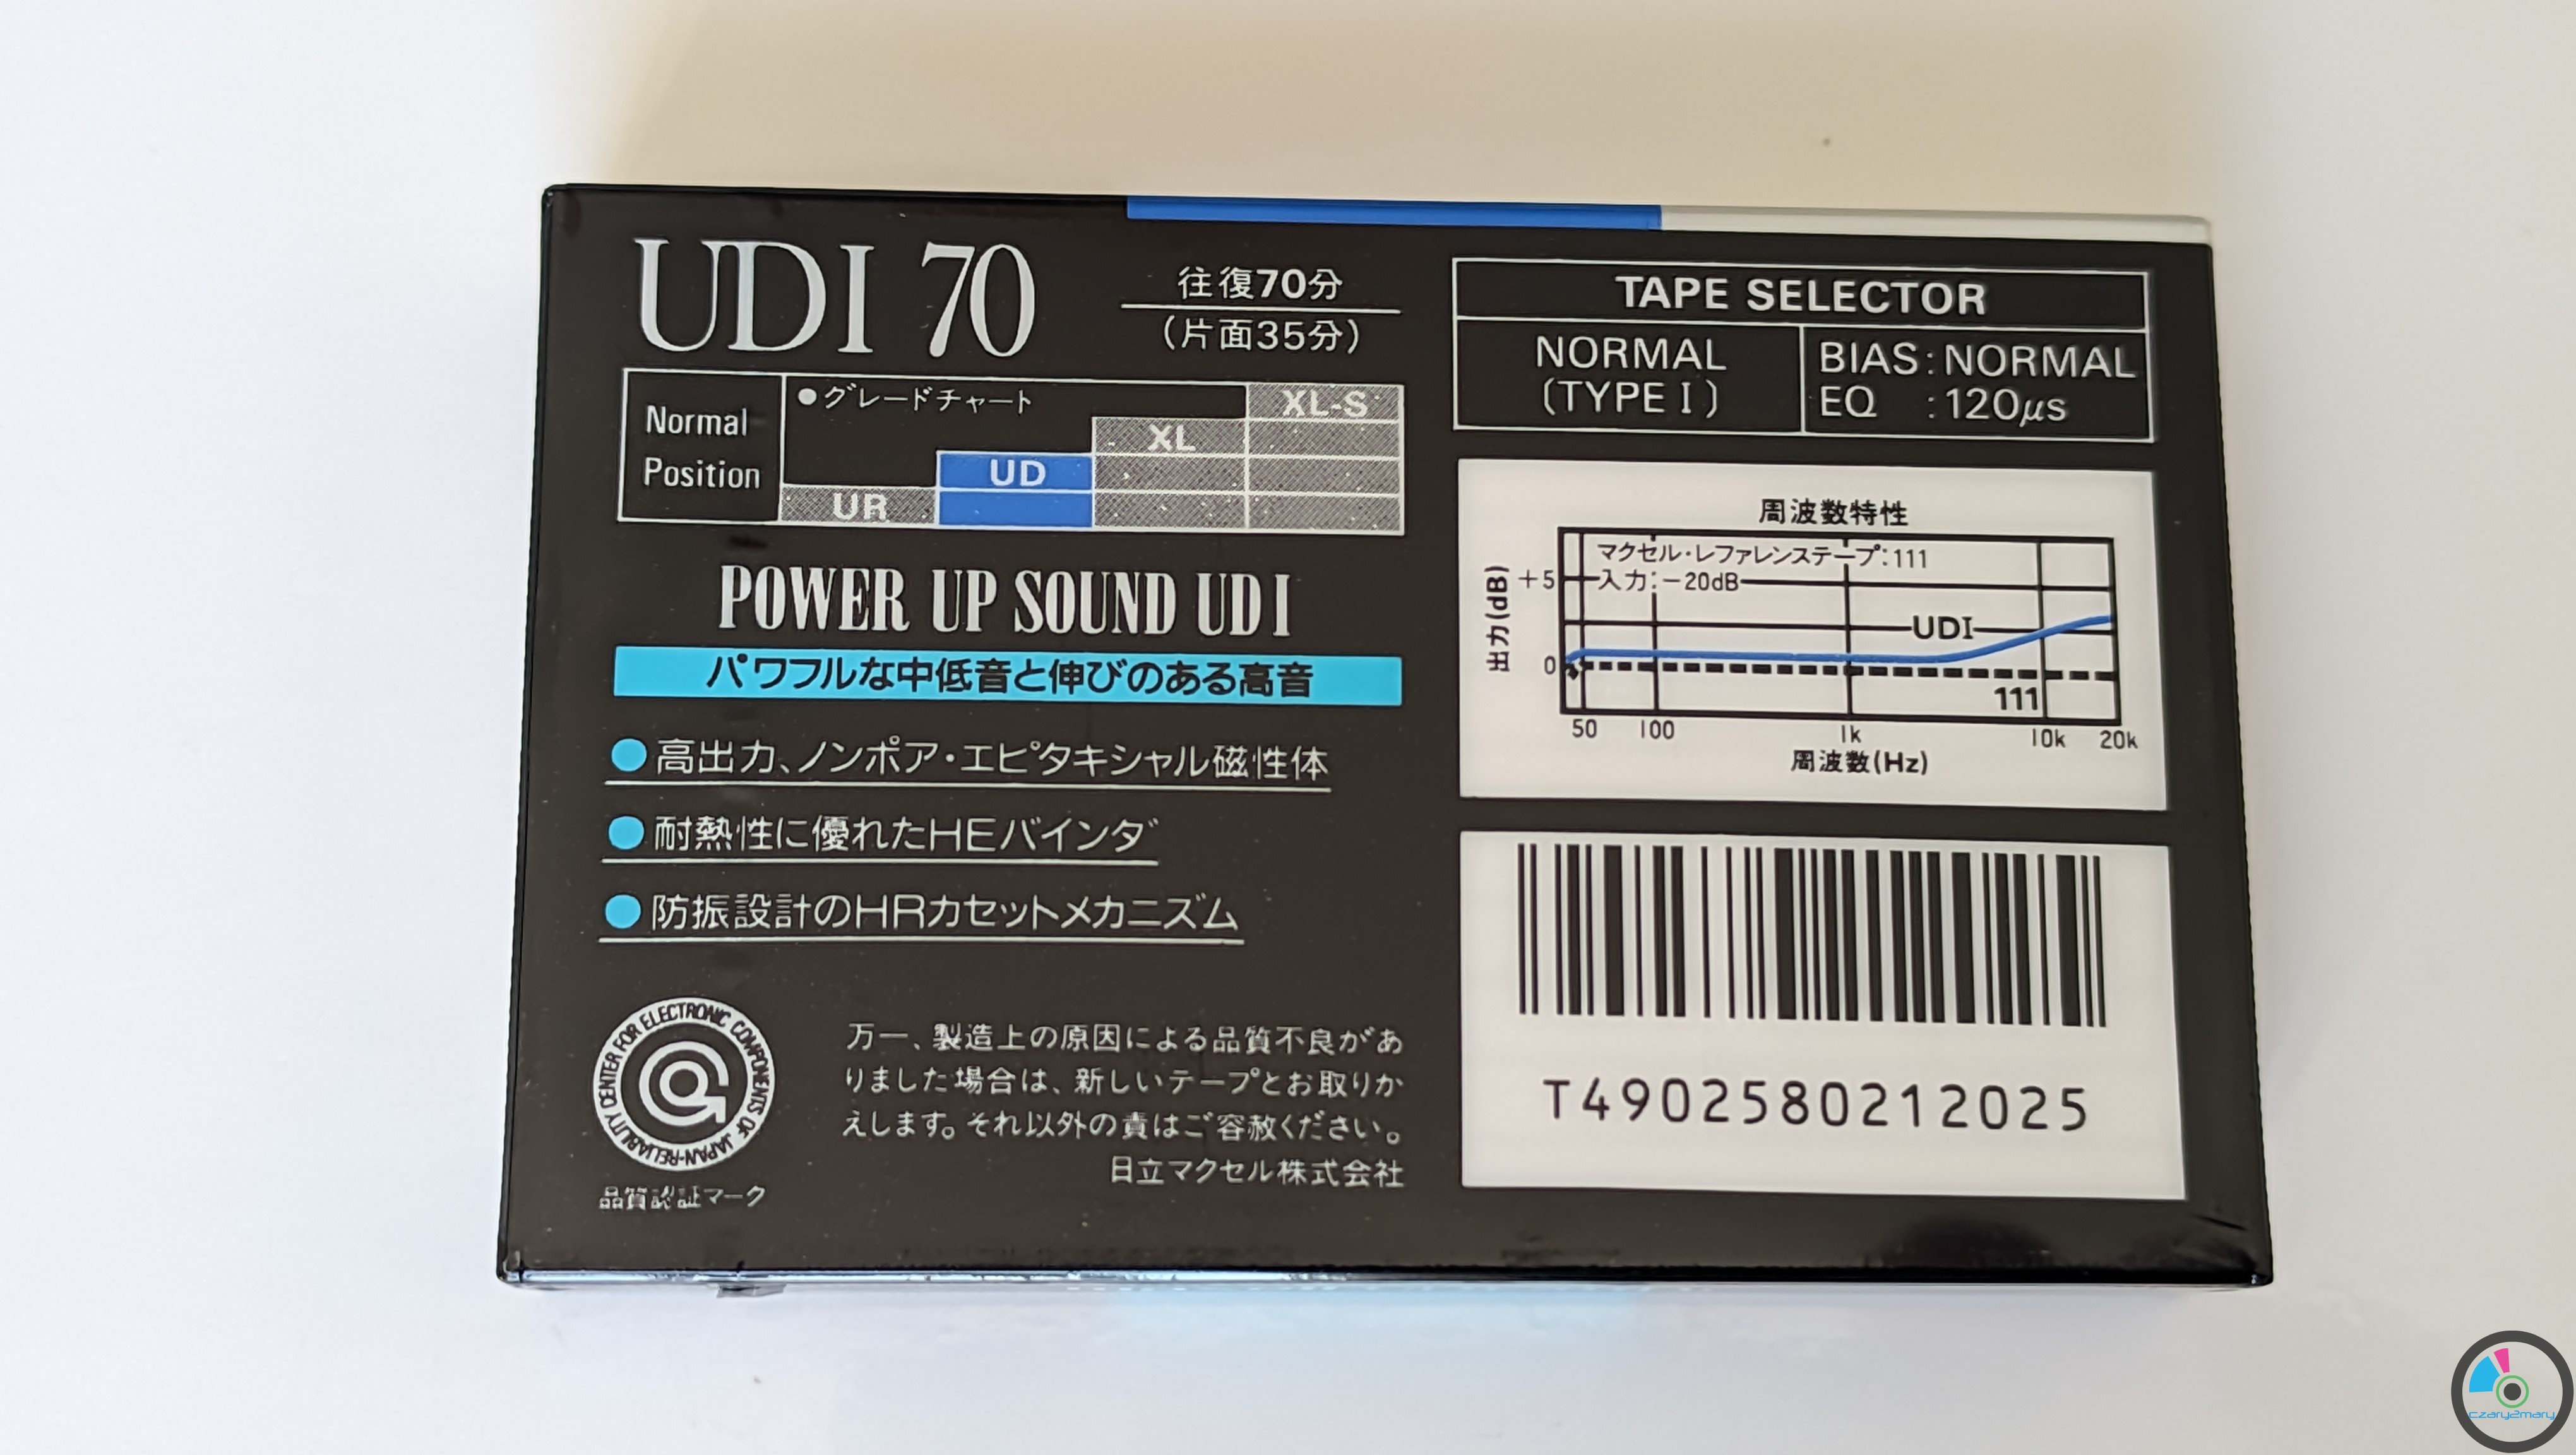 UDI 70
往復70分
(片面35分)
Normal
Position
●グレードチャート
XL-S
XL
UD
UR
POWER UP SOUND UDI
パワフルな中低音と伸びのある高音
●高出力、ノンポア・エピタキシャル磁性体
●耐熱性に優れたHEバインダ
●防振設計のHRカセットメカニズム
RELIABILITY CENTER FOR ELECTRONIC COMPONENTS OF JAPAN
品質認証マーク
万一、製造上の原因による品質不良があ
りました場合は、新しいテープとお取りか
えします。それ以外の責はご容赦ください。
日立マクセル株式会社
TAPE SELECTOR
NORMAL
(TYPE I)
BIAS:NORMAL
EQ :120μs
周波数特性
マクセル・レファレンステープ:111
入力:−20dB
出力(dB)
+5
0
UDI
111
50 100 1k 10k 20k
周波数(Hz)
T4902580212025
czary2mary